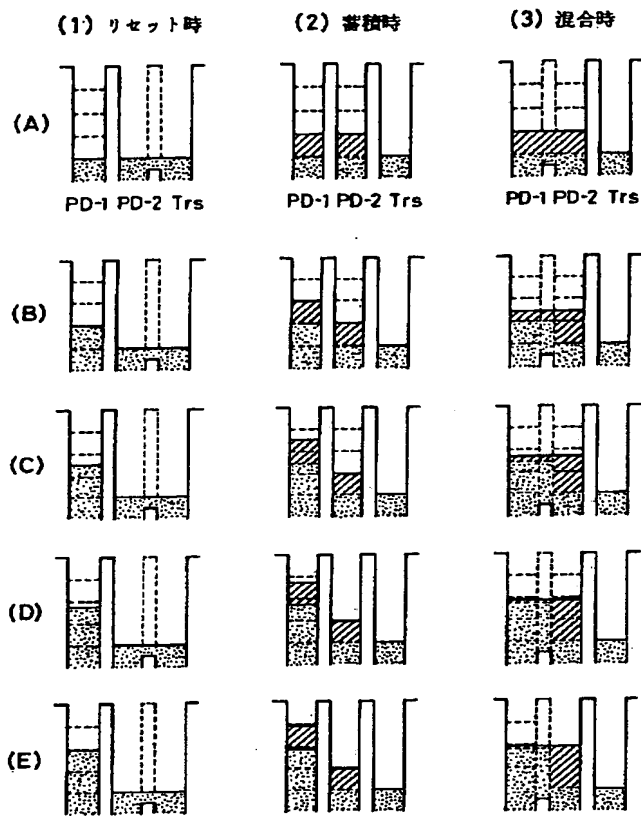 (1) リセット時 (2) 蓄積時 (3) 混合時
(A)
PD-1 PD-2 Trs PD-1 PD-2 Trs PD-1 PD-2 Trs
(B)
(C)
(D)
(E)